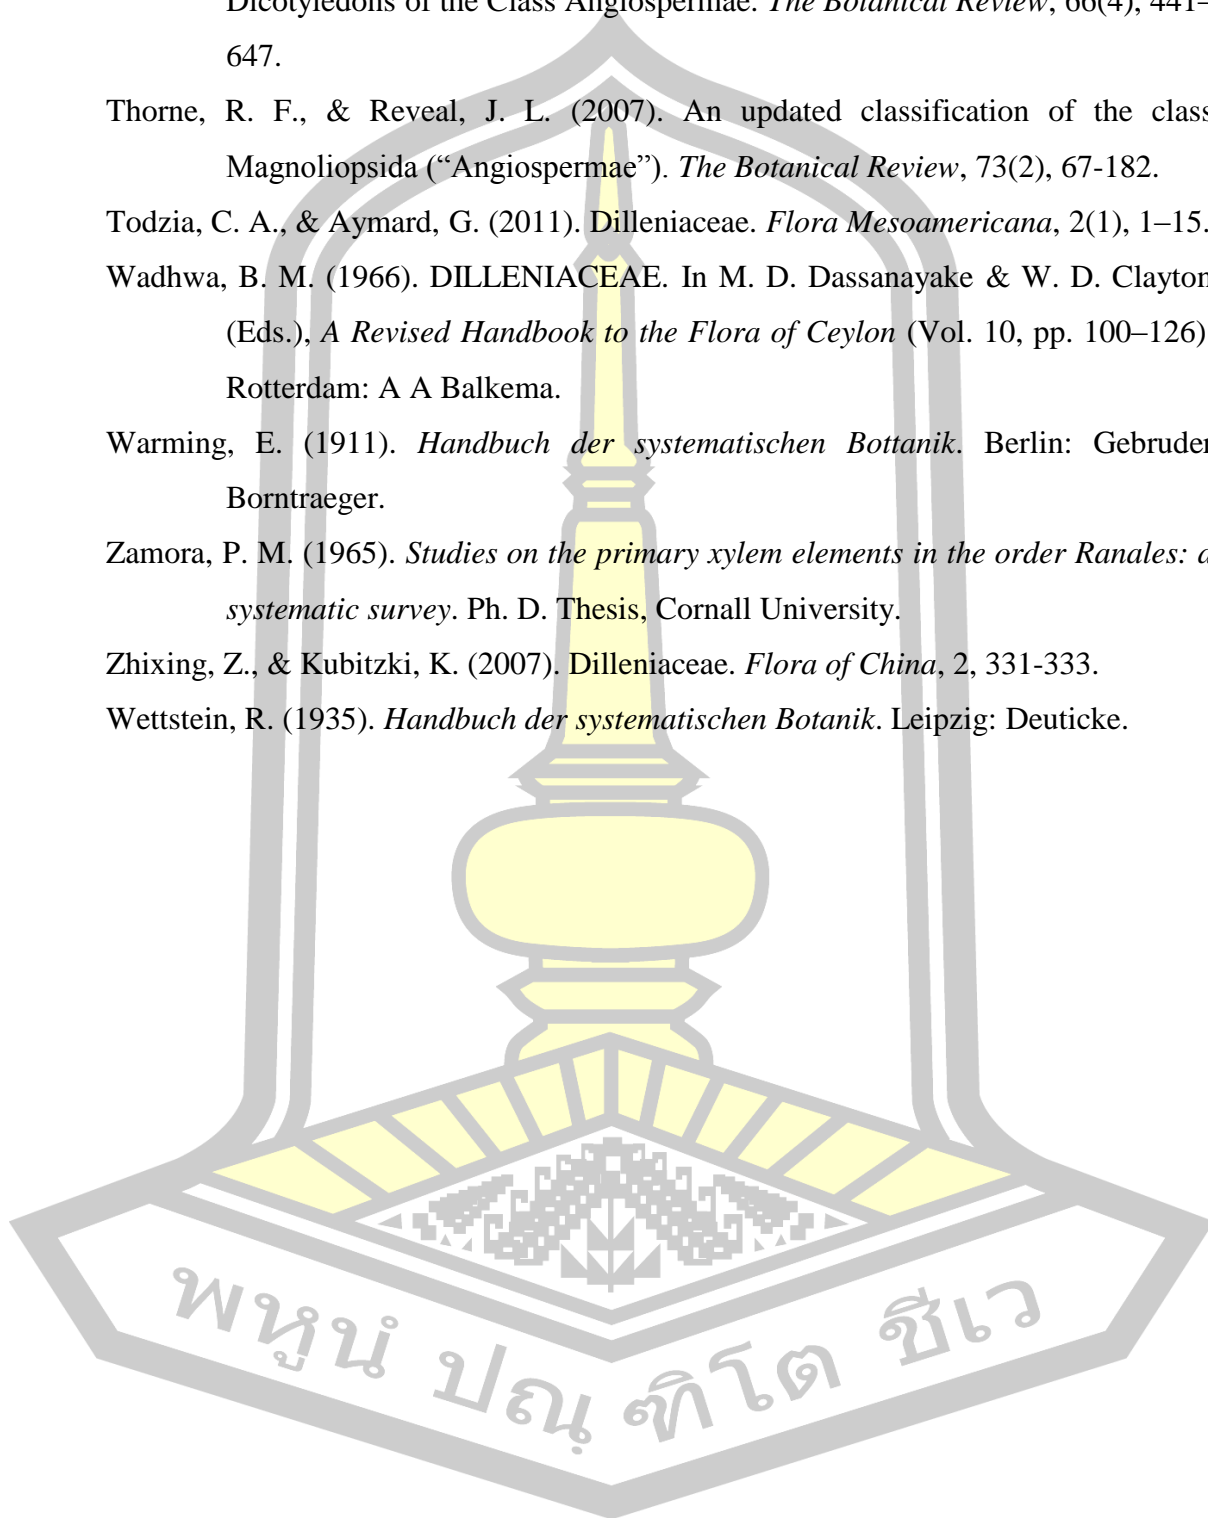 Dicotyledons of the Class Angiospermae. The Botanical Review, 66(4), 441–
647.
Thorne, R. F., & Reveal, J. L. (2007). An updated classification of the class
Magnoliopsida (“Angiospermae”). The Botanical Review, 73(2), 67-182.
Todzia, C. A., & Aymard, G. (2011). Dilleniaceae. Flora Mesoamericana, 2(1), 1–15.
Wadhwa, B. M. (1966). DILLENIACEAE. In M. D. Dassanayake & W. D. Clayton
(Eds.), A Revised Handbook to the Flora of Ceylon (Vol. 10, pp. 100–126)
Rotterdam: A A Balkema.
Warming, E. (1911). Handbuch der systematischen Bottanik. Berlin: Gebruder
Borntraeger.
Zamora, P. M. (1965). Studies on the primary xylem elements in the order Ranales: a
systematic survey. Ph. D. Thesis, Cornall University.
Zhixing, Z., & Kubitzki, K. (2007). Dilleniaceae. Flora of China, 2, 331-333.
Wettstein, R. (1935). Handbuch der systematischen Botanik. Leipzig: Deuticke.
พหูนํ ปณฺฑิโต ชีเว